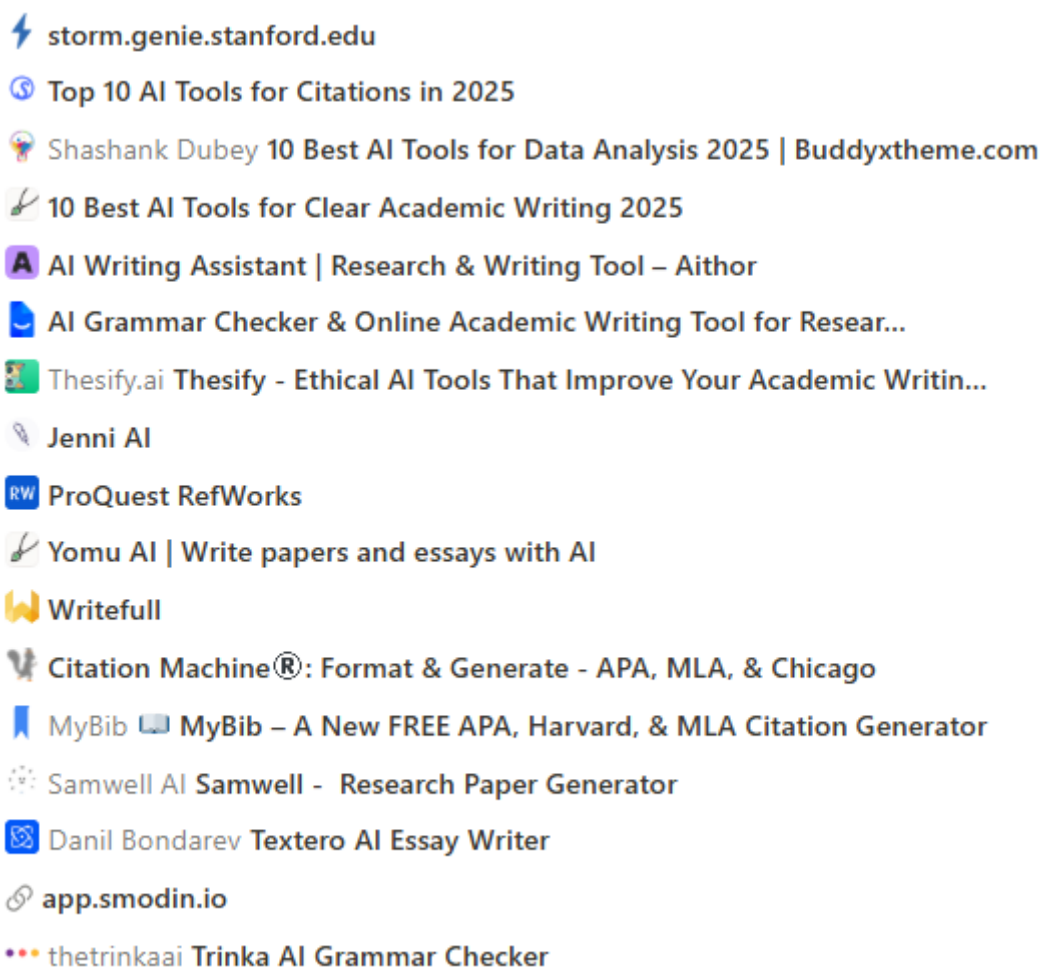 storm.genie.stanford.edu
Top 10 AI Tools for Citations in 2025
Shashank Dubey 10 Best AI Tools for Data Analysis 2025 | Buddyxtheme.com
10 Best AI Tools for Clear Academic Writing 2025
A AI Writing Assistant | Research & Writing Tool – Aithor
AI Grammar Checker & Online Academic Writing Tool for Resear...
Thesify.ai Thesify - Ethical AI Tools That Improve Your Academic Writin...
Jenni AI
RW ProQuest RefWorks
Yomu AI | Write papers and essays with AI
Writefull
Citation Machine®: Format & Generate - APA, MLA, & Chicago
MyBib 📖 MyBib – A New FREE APA, Harvard, & MLA Citation Generator
Samwell AI Samwell - Research Paper Generator
Danil Bondarev Textero AI Essay Writer
app.smodin.io
thetrinkaai Trinka AI Grammar Checker